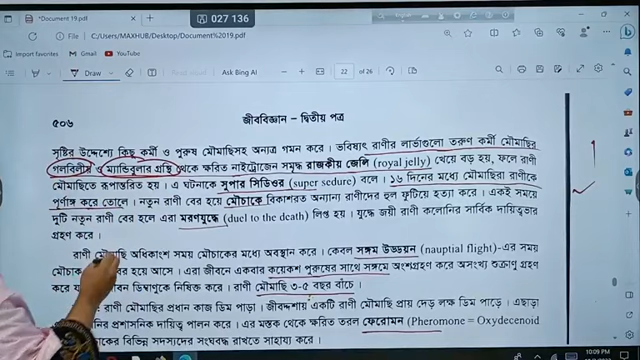 *Document 19.pdf
027 136
File
C:/Users/MAXHUB/Desktop/Document%2019.pdf
Import favorites
Gmail
YouTube
Draw
Ask Bing AI
22
of 26
৫০৬
জীববিজ্ঞান – দ্বিতীয় পত্র
সৃষ্টির উদ্দেশ্যে কিছু কর্মী ও পুরুষ মৌমাছিসহ অন্যত্র গমন করে । ভবিষ্যৎ রাণীর লার্ভাগুলো তরুণ কর্মী মৌমাছির
গলবিলীয় ও ম্যান্ডিবুলার গ্রন্থি থেকে ক্ষরিত নাইট্রোজেন সমৃদ্ধ রাজকীয় জেলি (royal jelly) খেয়ে বড় হয়, ফলে রাণী
মৌমাছিতে রূপান্তরিত হয় । এ ঘটনাকে সুপার সিডিওর (super sedure) বলে । ১৬ দিনের মধ্যে মৌমাছিরা রাণীকে
পূর্ণাঙ্গ করে তোলে । নতুন রাণী বের হয়ে মৌচাকে বিকাশরত অন্যান্য রাণীদের হুল ফুটিয়ে হত্যা করে । একই সময়ে
দুটি নতুন রাণী বের হলে এরা মরণযুদ্ধে (duel to the death) লিপ্ত হয় । যুদ্ধে জয়ী রাণী কলোনির সার্বিক দায়িত্বভার
গ্রহণ করে ।
রাণী মৌমাছি অধিকাংশ সময় মৌচাকের মধ্যে অবস্থান করে । কেবল সঙ্গম উড্ডয়ন (nauptial flight)-এর সময়
মৌচাক বের হয়ে আসে । এরা জীবনে একবার কয়েকশ পুরুষের সাথে সঙ্গমে অংশগ্রহণ করে অসংখ্য শুক্রাণু গ্রহণ
করে ডিম্বাণুকে নিষিক্ত করে । রাণী মৌমাছি ৩-৫ বছর বাঁচে ।
রাণী মৌমাছির প্রধান কাজ ডিম পাড়া । জীবদ্দশায় একটি রাণী মৌমাছি প্রায় দেড় লক্ষ ডিম পাড়ে । এছাড়া
প্রশাসনিক দায়িত্ব পালন করে । এর মস্তক থেকে ক্ষরিত তরল ফেরোমন (Pheromone = Oxydecenoid
বিভিন্ন সদস্যদের সংঘবদ্ধ রাখতে সাহায্য করে ।
10:09 PM